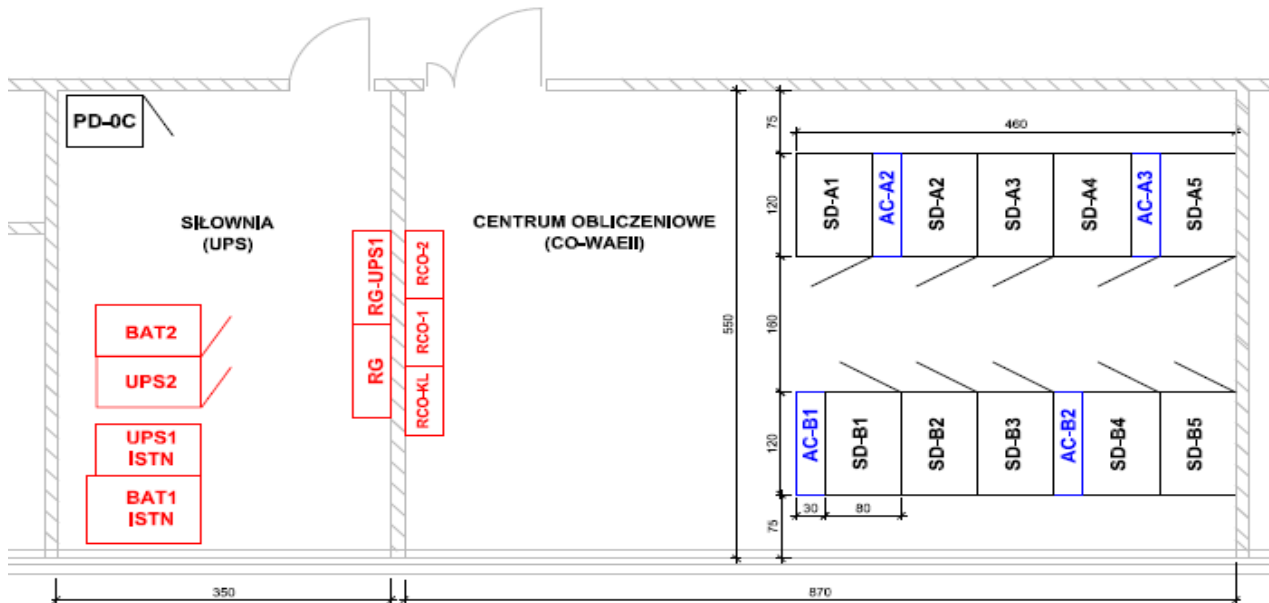 PD-0C
SIŁOWNIA
(UPS)
BAT2
UPS2
UPS1
ISTN
BAT1
ISTN
RG-UPS1
RG
RCO-2
RCO-1
RCO-KL
CENTRUM OBLICZENIOWE
(CO-WAEII)
460
75
120
160
120
75
550
SD-A1
AC-A2
SD-A2
SD-A3
SD-A4
AC-A3
SD-A5
AC-B1
SD-B1
SD-B2
SD-B3
AC-B2
SD-B4
SD-B5
30
80
350
870